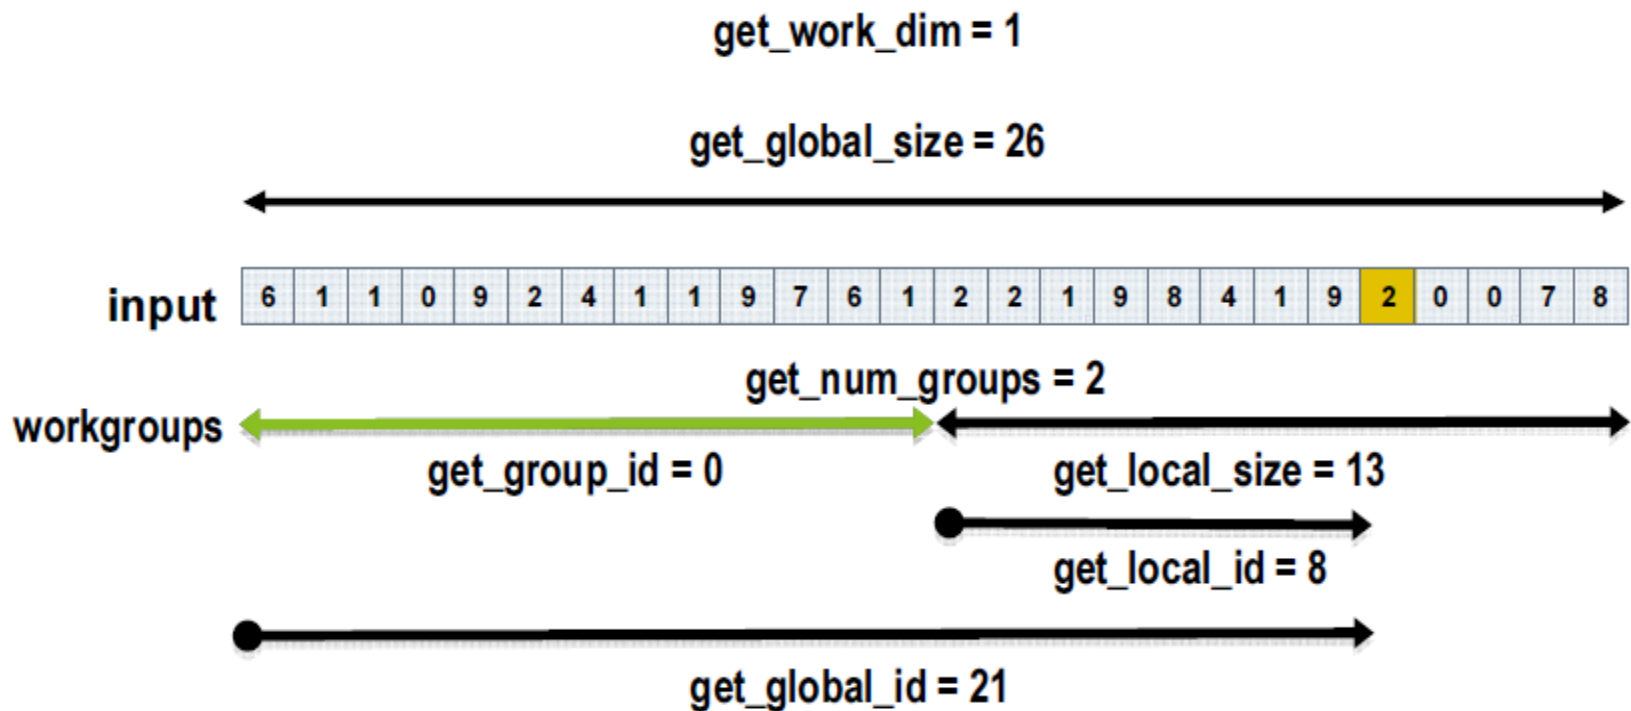 get_work_dim = 1
get_global_size = 26
input 6 1 1 0 9 2 4 1 1 9 7 6 1 2 2 1 9 8 4 1 9 2 0 0 7 8
get_num_groups = 2
workgroups
get_group_id = 0 get_local_size = 13
get_local_id = 8
get_global_id = 21